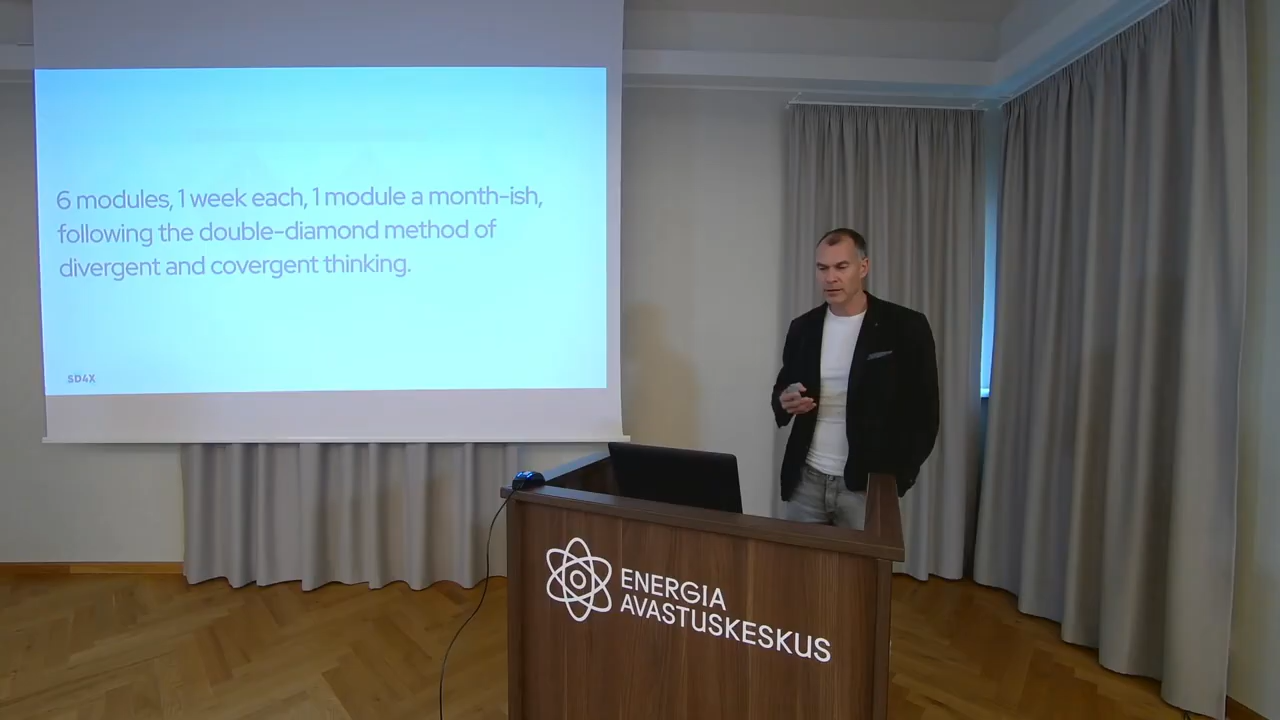 6 modules, 1 week each, 1 module a month-ish,
following the double-diamond method of
divergent and covergent thinking.
SD4X
ENERGIA
AVASTUSKESKUS